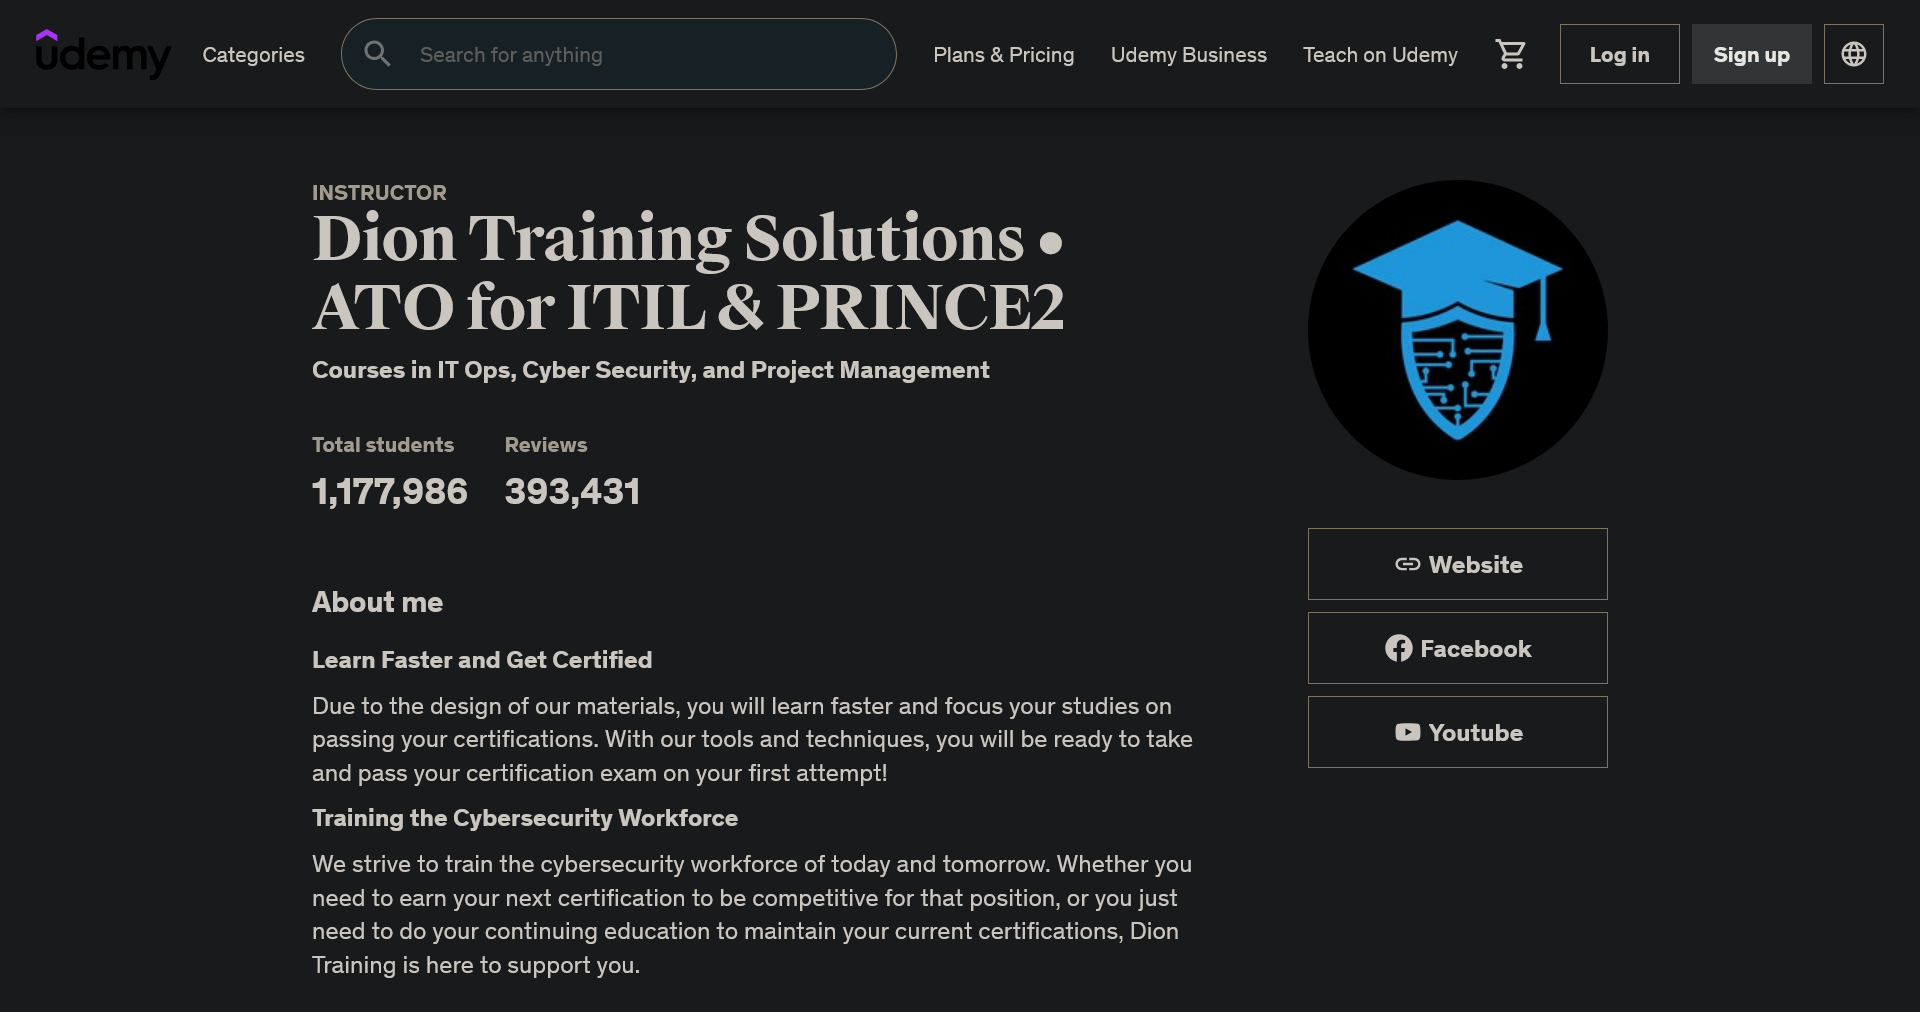 udemy
Categories
Search for anything
Plans & Pricing
Udemy Business
Teach on Udemy
Log in
Sign up
INSTRUCTOR
Dion Training Solutions •
ATO for ITIL & PRINCE2
Courses in IT Ops, Cyber Security, and Project Management
Total students
Reviews
1,177,986
393,431
About me
Learn Faster and Get Certified
Due to the design of our materials, you will learn faster and focus your studies on
passing your certifications. With our tools and techniques, you will be ready to take
and pass your certification exam on your first attempt!
Training the Cybersecurity Workforce
We strive to train the cybersecurity workforce of today and tomorrow. Whether you
need to earn your next certification to be competitive for that position, or you just
need to do your continuing education to maintain your current certifications, Dion
Training is here to support you.
Website
Facebook
Youtube